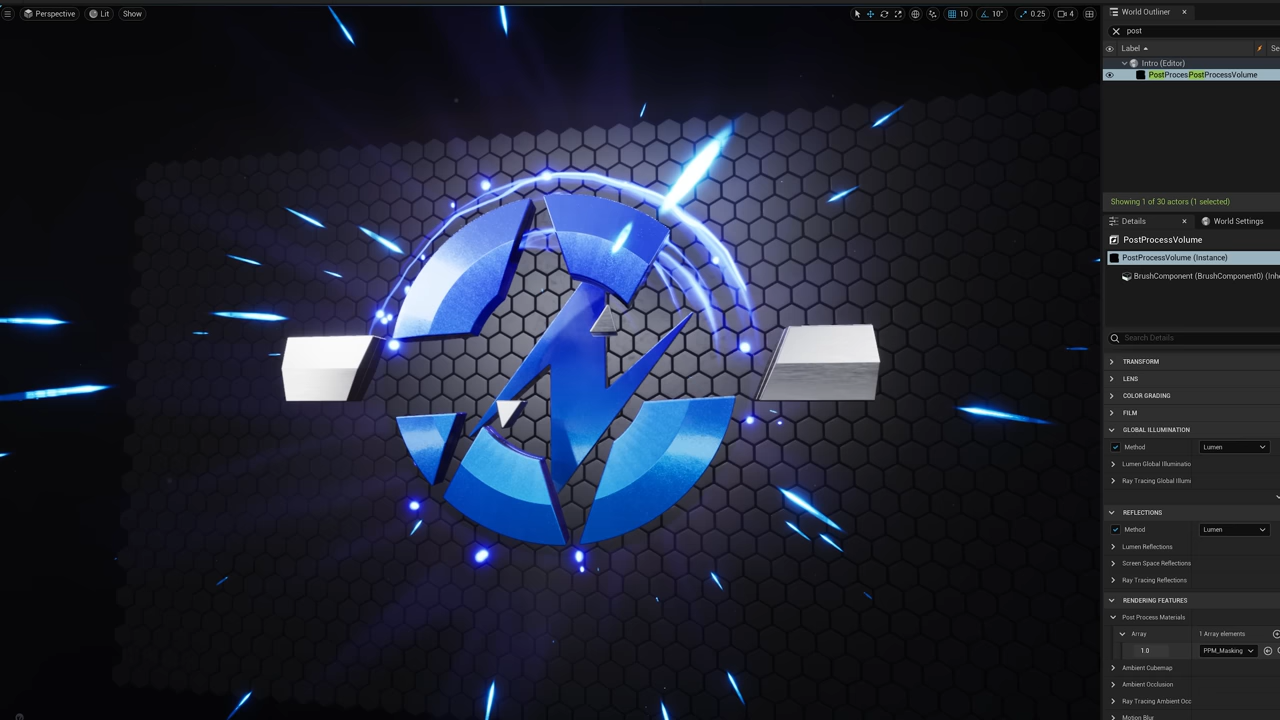 Perspective Lit Show 10 10° 0.25 4
World Outliner
post
Label Se
Intro (Editor)
PostProcesPostProcessVolume
Showing 1 of 30 actors (1 selected)
Details World Settings
PostProcessVolume
PostProcessVolume (Instance)
BrushComponent (BrushComponent0) (Inh
Search Details
TRANSFORM
LENS
COLOR GRADING
FILM
GLOBAL ILLUMINATION
Method Lumen
Lumen Global Illuminatio
Ray Tracing Global Illumi
REFLECTIONS
Method Lumen
Lumen Reflections
Screen Space Reflections
Ray Tracing Reflections
RENDERING FEATURES
Post Process Materials
Array 1 Array elements
1.0 PPM_Masking
Ambient Cubemap
Ambient Occlusion
Ray Tracing Ambient Occ
Motion Blur